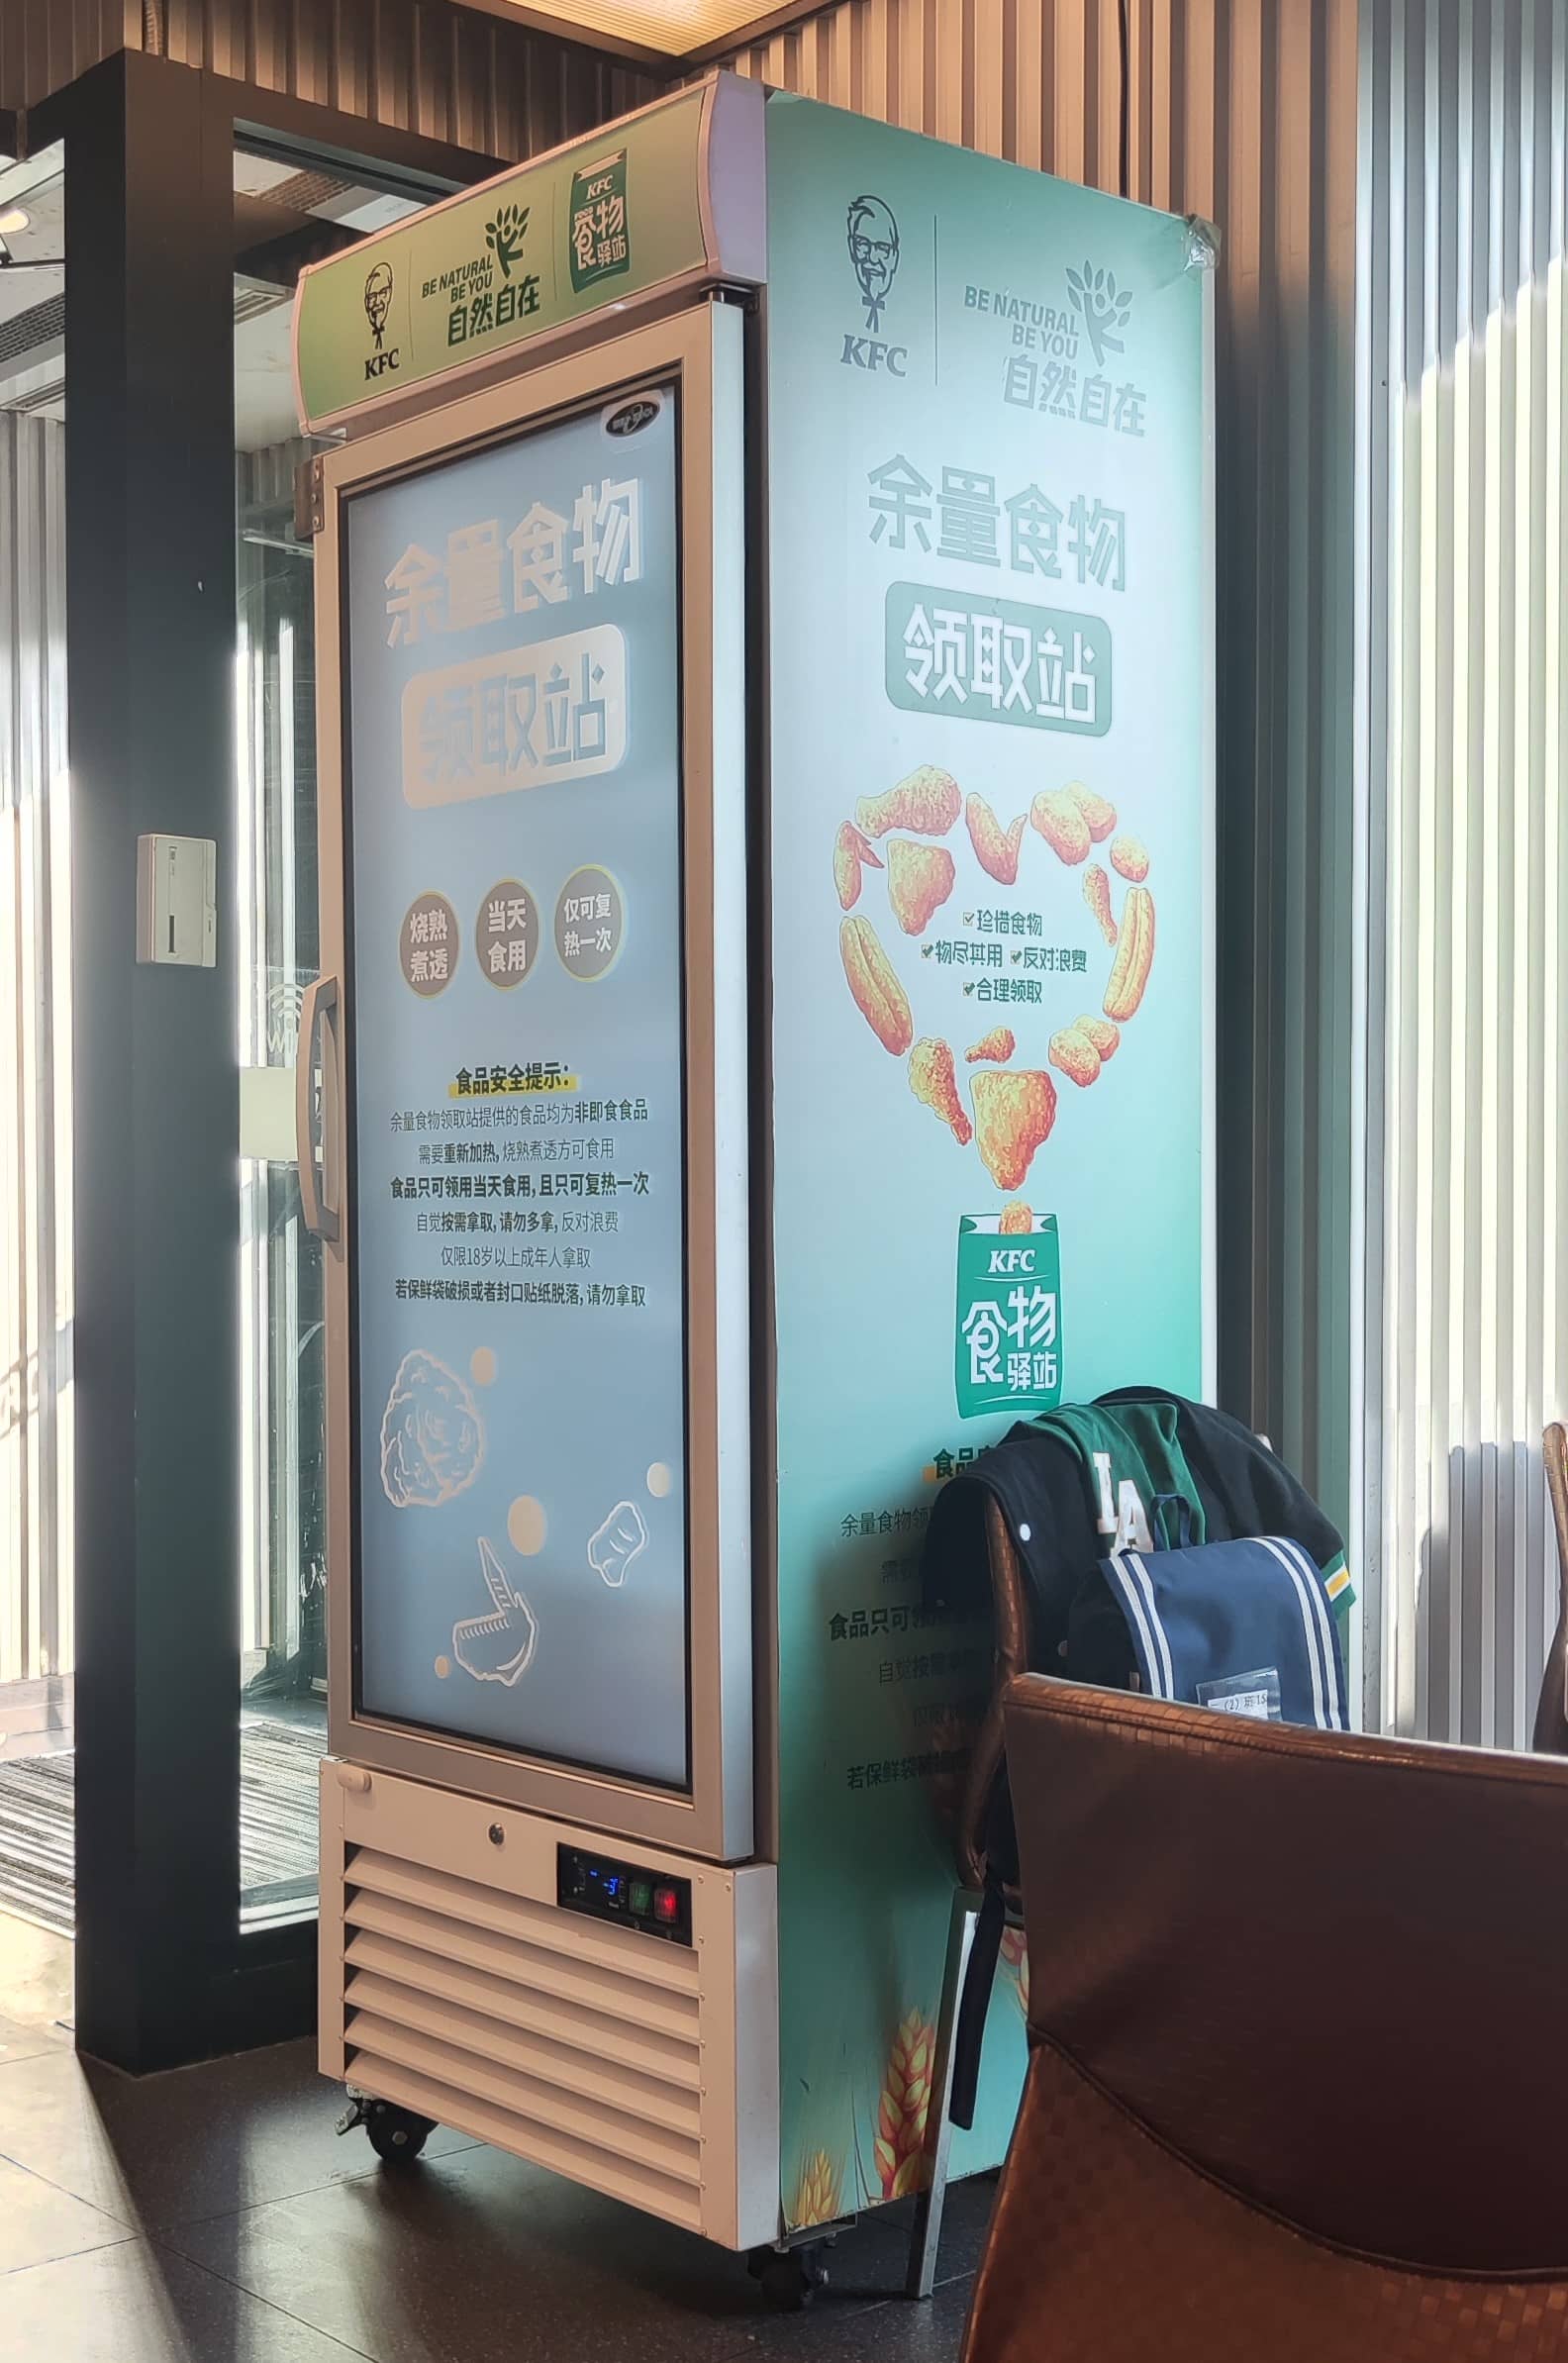 KFC
BE NATURAL
BE YOU
自然自在
KFC
食物
驿站
余量食物
领取站
烧熟
煮透
当天
食用
仅可复
热一次
食品安全提示：
余量食物领取站提供的食品均为非即食食品
需要重新加热, 烧熟煮透方可食用
食品只可领用当天食用, 且只可复热一次
自觉按需拿取, 请勿多拿, 反对浪费
仅限18岁以上成年人拿取
若保鲜袋破损或者封口贴纸脱落, 请勿拿取
KFC
BE NATURAL
BE YOU
自然自在
余量食物
领取站
珍惜食物
物尽其用 反对浪费
合理领取
KFC
食物
驿站
食品
余量食物领
需
食品只可
自觉按需
若保鲜袋
LA
(2)班15